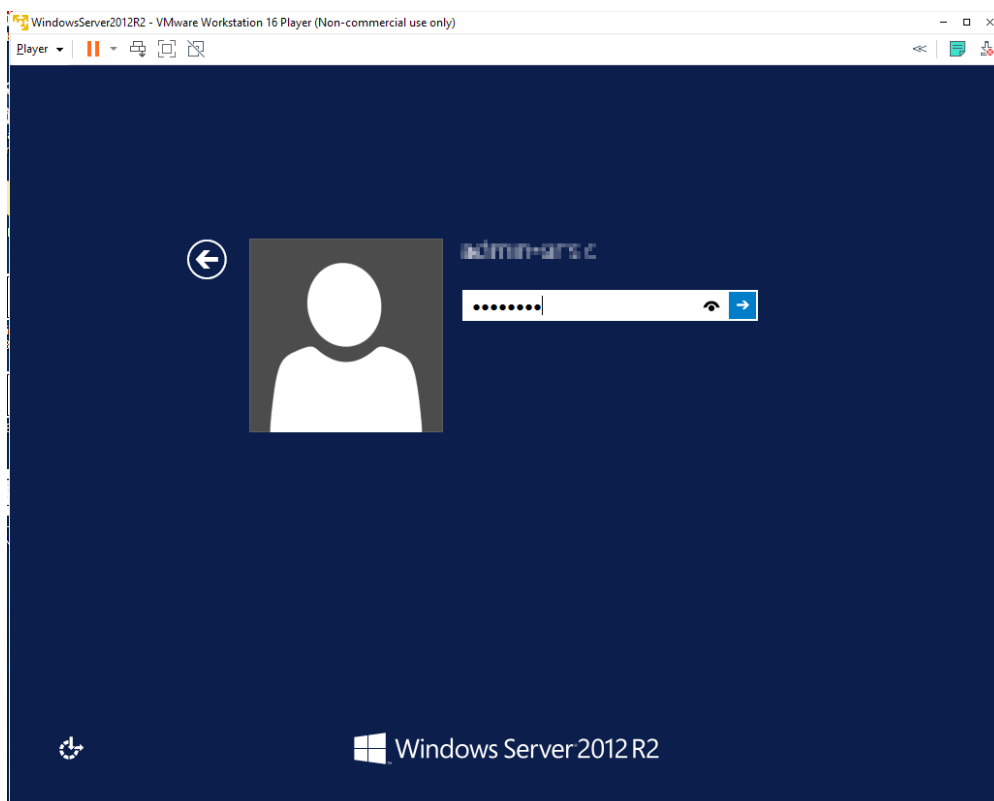 WindowsServer2012R2 - VMware Workstation 16 Player (Non-commercial use only)
Player
Windows Server 2012 R2